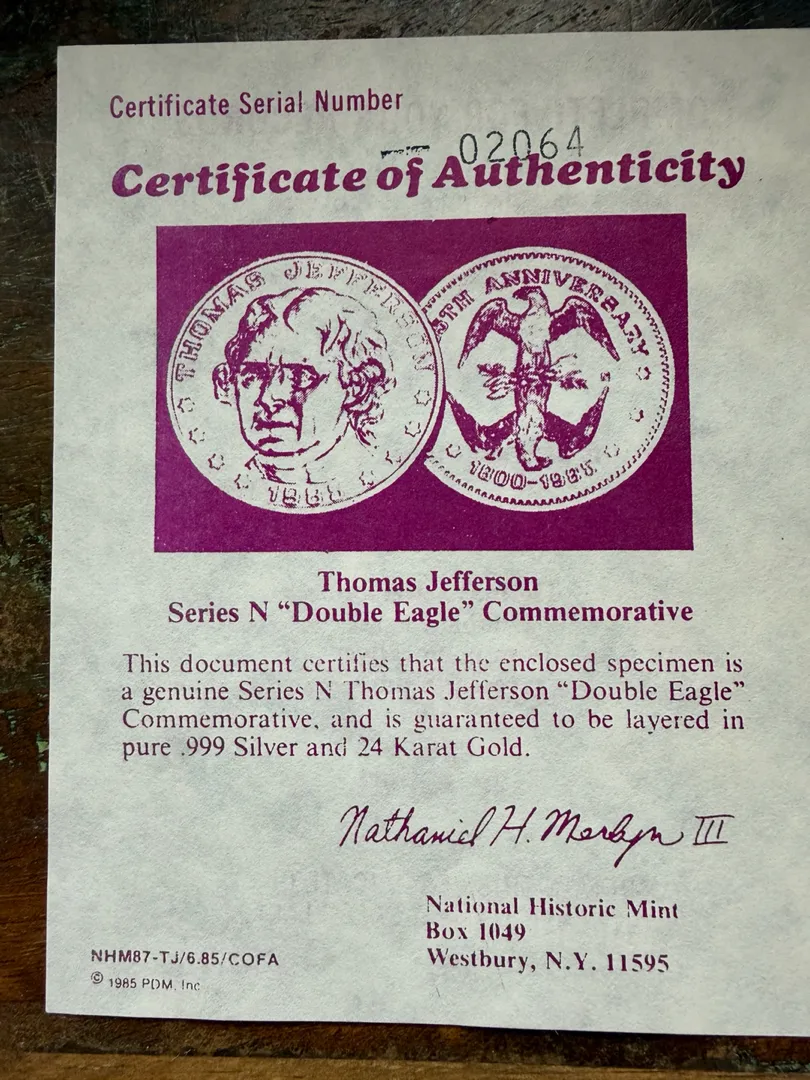 Certificate Serial Number
02064
Certificate of Authenticity
THOMAS JEFFERSON
5TH ANNIVERSARY
1800-1985
Thomas Jefferson
Series N “Double Eagle” Commemorative
This document certifies that the enclosed specimen is
a genuine Series N Thomas Jefferson “Double Eagle”
Commemorative, and is guaranteed to be layered in
pure .999 Silver and 24 Karat Gold.
Nathaniel H. Merlyn III
National Historic Mint
Box 1049
Westbury, N.Y. 11595
NHM87-TJ/6.85/COFA
© 1985 PDM, Inc